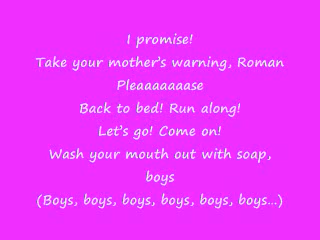 I promise!
Take your mother's warning, Roman
Pleaaaaaaase
Back to bed! Run along!
Let's go! Come on!
Wash your mouth out with soap,
boys
(Boys, boys, boys, boys, boys, boys...)